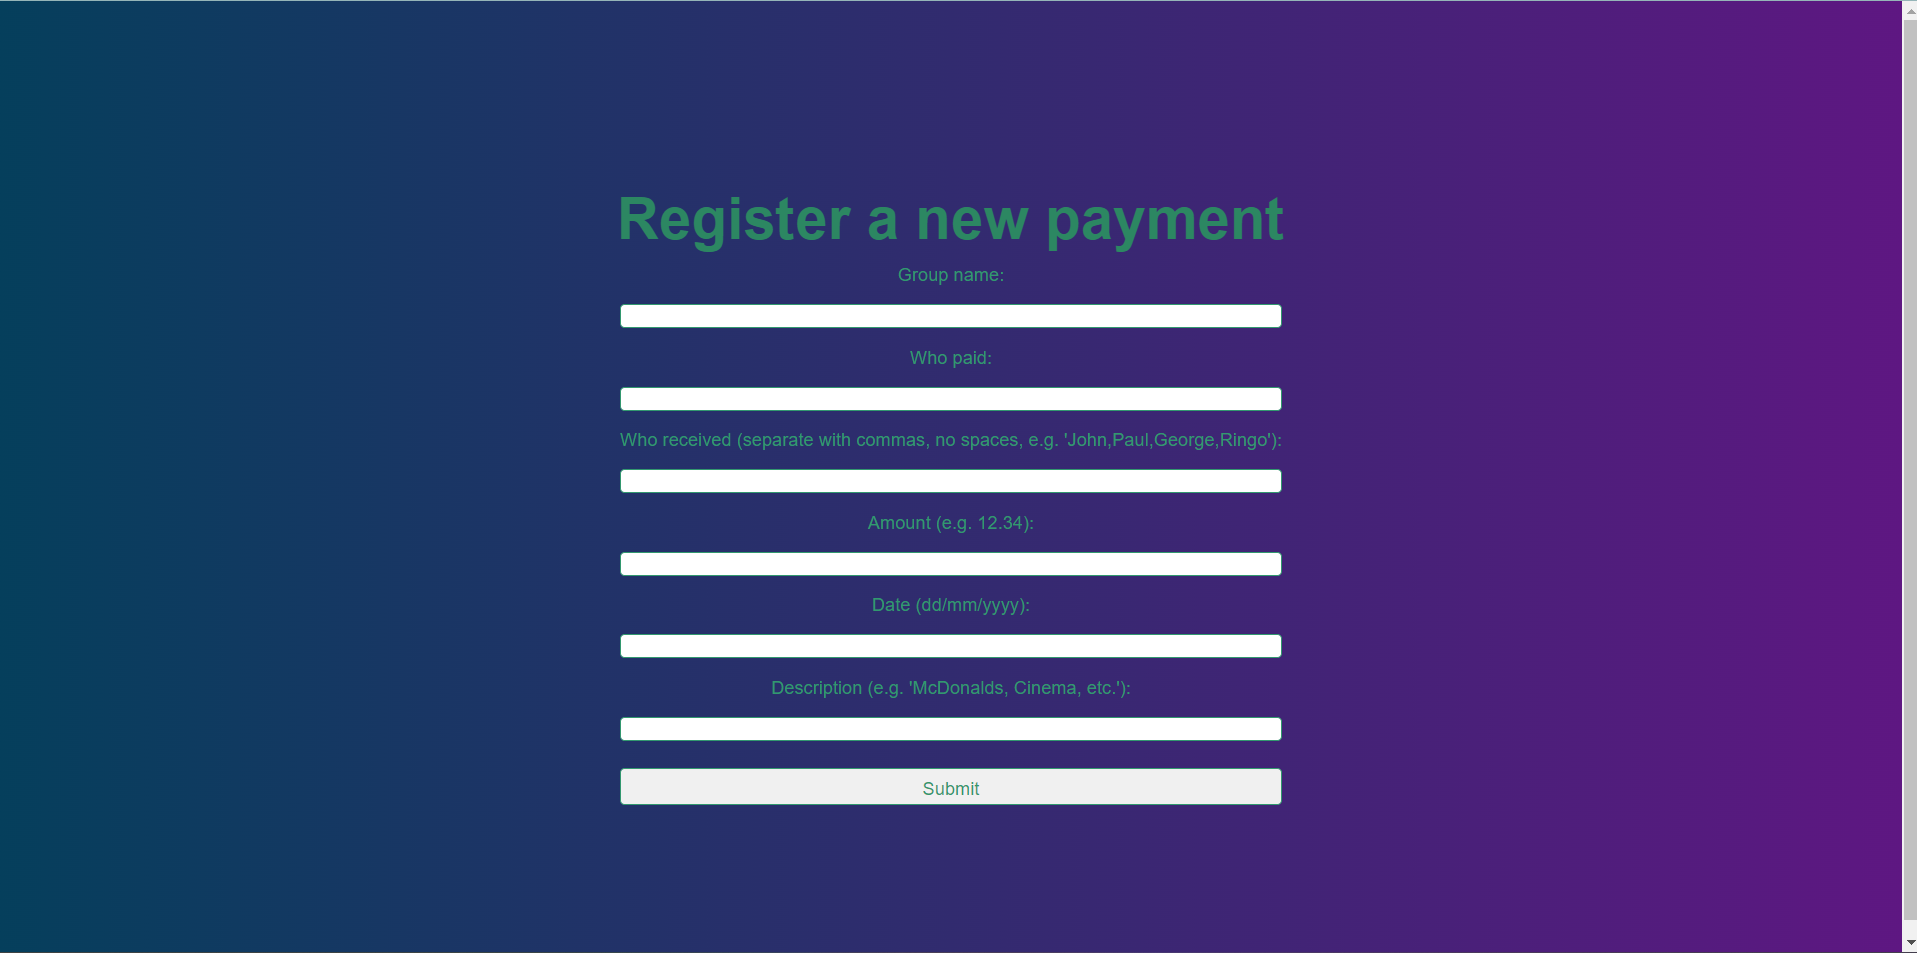 Register a new payment
Group name:
Who paid:
Who received (separate with commas, no spaces, e.g. 'John,Paul,George,Ringo'):
Amount (e.g. 12.34):
Date (dd/mm/yyyy):
Description (e.g. 'McDonalds, Cinema, etc.'):
Submit